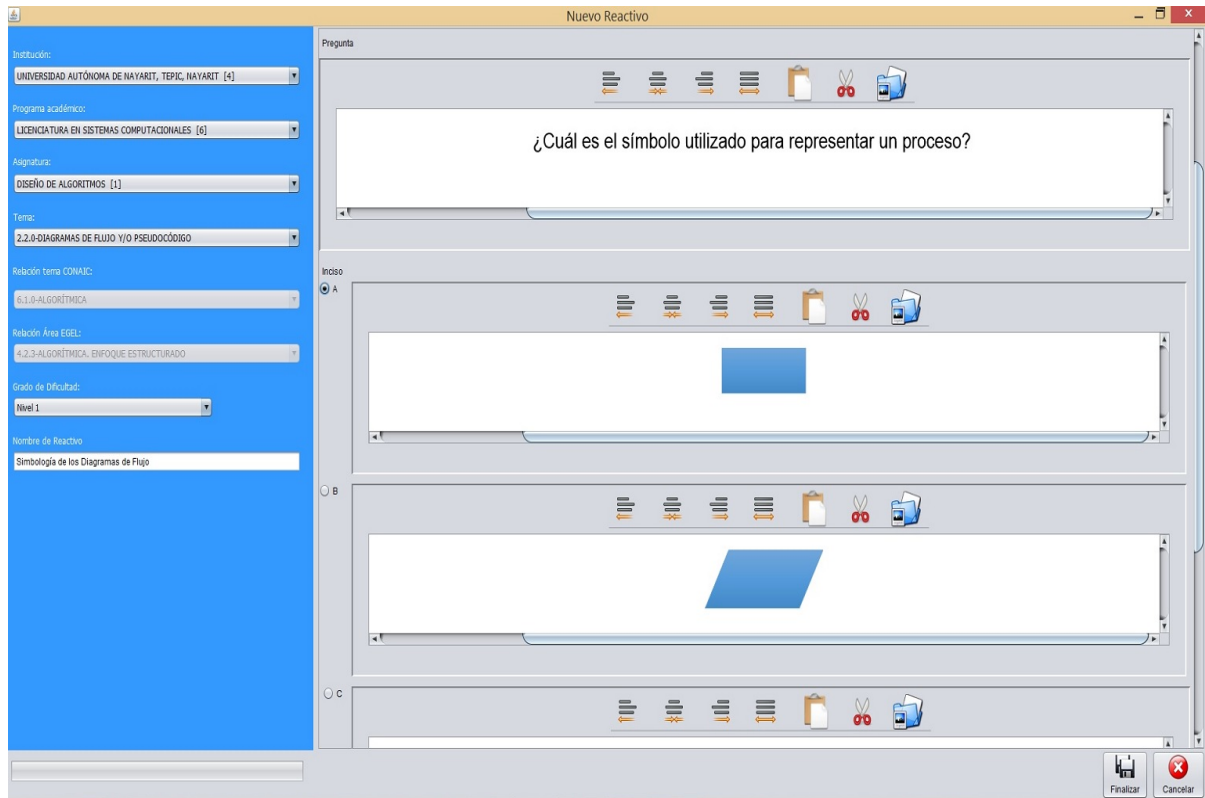 Nuevo Reactivo
Institución:
UNIVERSIDAD AUTÓNOMA DE NAYARIT, TEPIC, NAYARIT [4]
Programa académico:
LICENCIATURA EN SISTEMAS COMPUTACIONALES [6]
Asignatura:
DISEÑO DE ALGORITMOS [1]
Tema:
2.2.0-DIAGRAMAS DE FLUJO Y/O PSEUDOCÓDIGO
Relación tema CONAIC:
6.1.0-ALGORÍTMICA
Relación Área EGEL:
4.2.3-ALGORÍTMICA. ENFOQUE ESTRUCTURADO
Grado de Dificultad:
Nivel 1
Nombre de Reactivo
Simbología de los Diagramas de Flujo
Pregunta
¿Cuál es el símbolo utilizado para representar un proceso?
Inciso
A
B
C
Finalizar
Cancelar